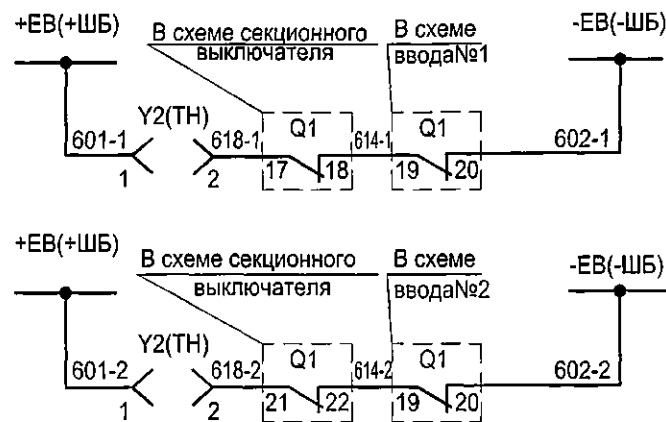 +ЕВ(+ШБ)
В схеме секционного
выключателя
В схеме
ввода№1
-ЕВ(-ШБ)
Y2(ТН)
Q1
Q1
601-1
618-1
614-1
602-1
1
2
17
18
19
20
+ЕВ(+ШБ)
В схеме секционного
выключателя
В схеме
ввода№2
-ЕВ(-ШБ)
Y2(ТН)
Q1
Q1
601-2
618-2
614-2
602-2
1
2
21
22
19
20